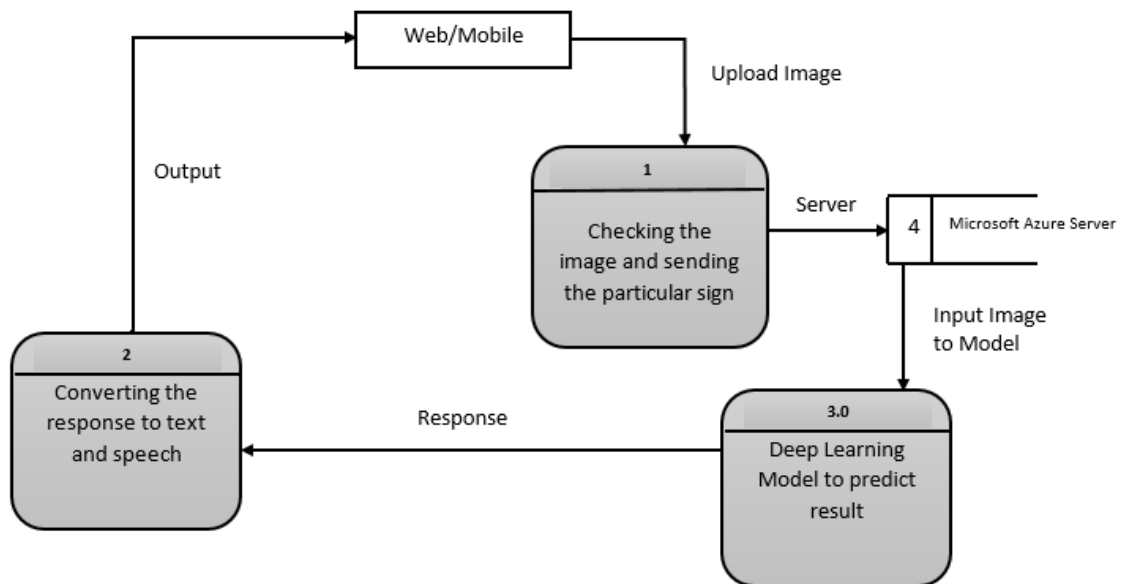 Web/Mobile
Upload Image
Output
1
Checking the
image and sending
the particular sign
Server
4
Microsoft Azure Server
Input Image
to Model
2
Converting the
response to text
and speech
Response
3.0
Deep Learning
Model to predict
result